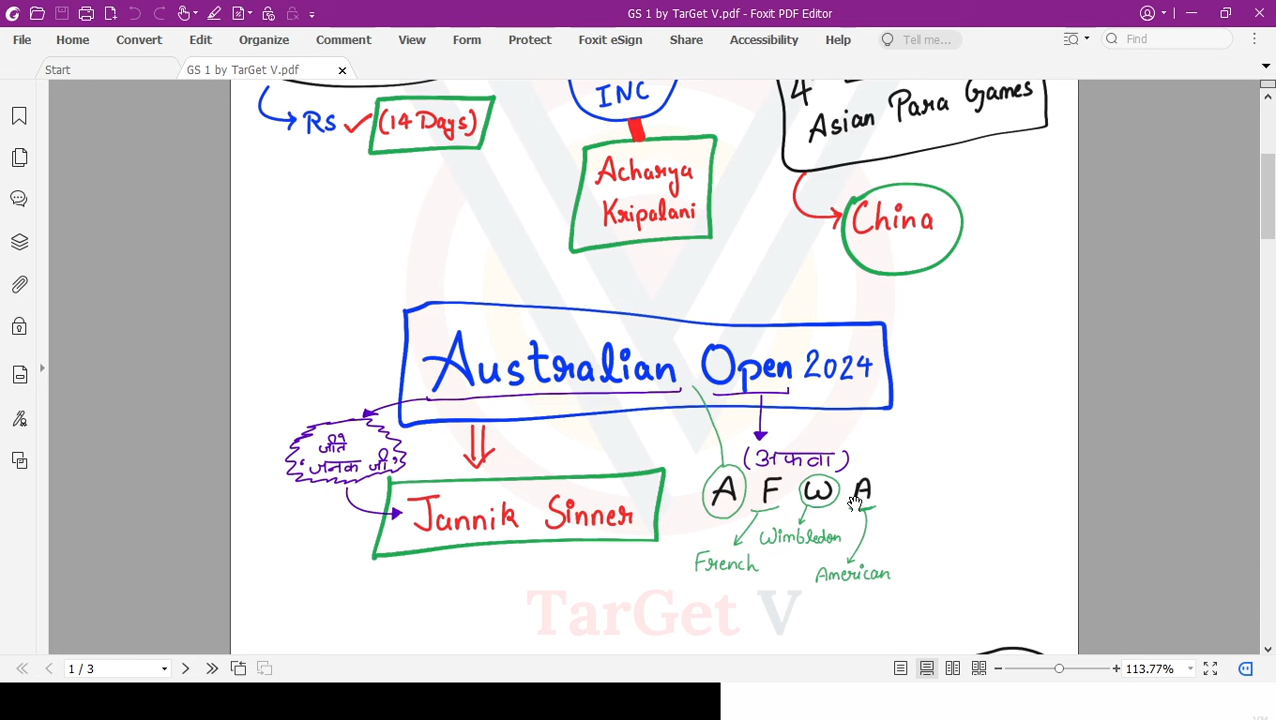 GS 1 by TarGet V.pdf - Foxit PDF Editor
File Home Convert Edit Organize Comment View Form Protect Foxit eSign Share Accessibility Help Tell me... Find
Start GS 1 by TarGet V.pdf
INC
Rs (14 Days)
4
Asian Para Games
Acharya
Kripalani
China
Australian Open 2024
जीते
'जनक जी'
(अफवा)
Jannik Sinner
A F W A
Wimbledon
French
American
TarGet V
1 / 3
113.77%